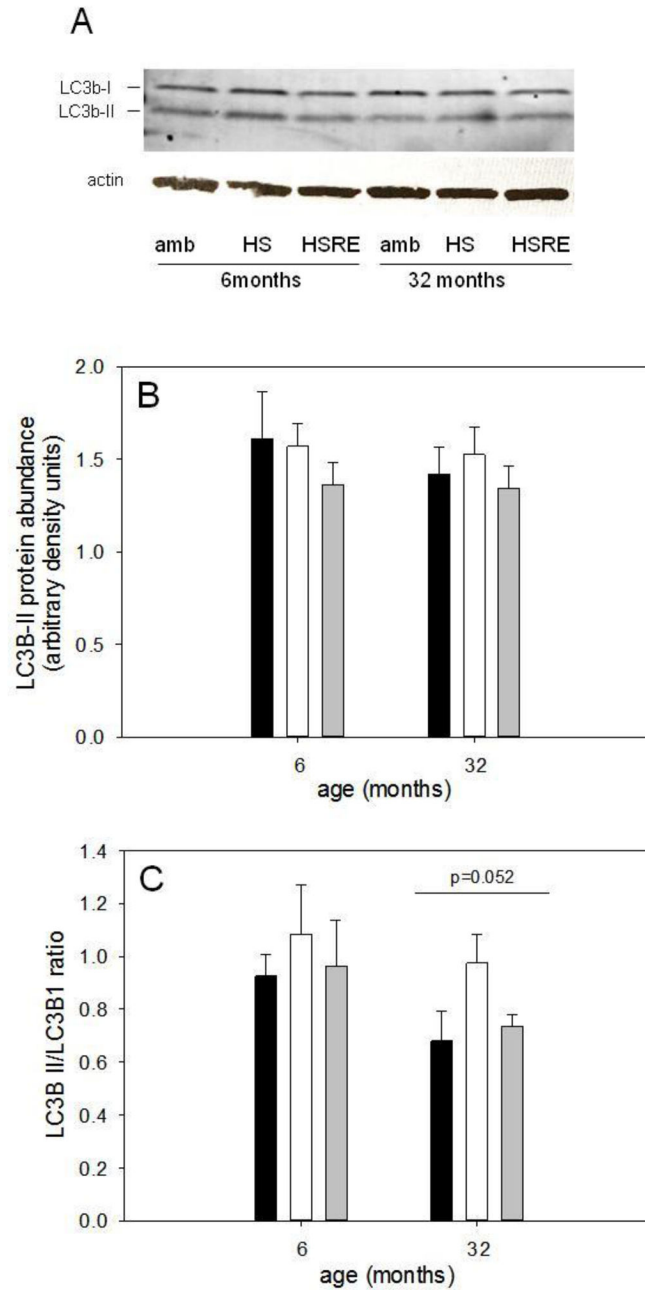 A
LC3b-I
LC3b-II
actin
amb HS HSRE amb HS HSRE
6months 32 months
B
LC3B-II protein abundance
(arbitrary density units)
2.0
1.5
1.0
0.5
0.0
6 32
age (months)
C
p=0.052
LC3B II/LC3B1 ratio
1.4
1.2
1.0
0.8
0.6
0.4
0.2
0.0
6 32
age (months)